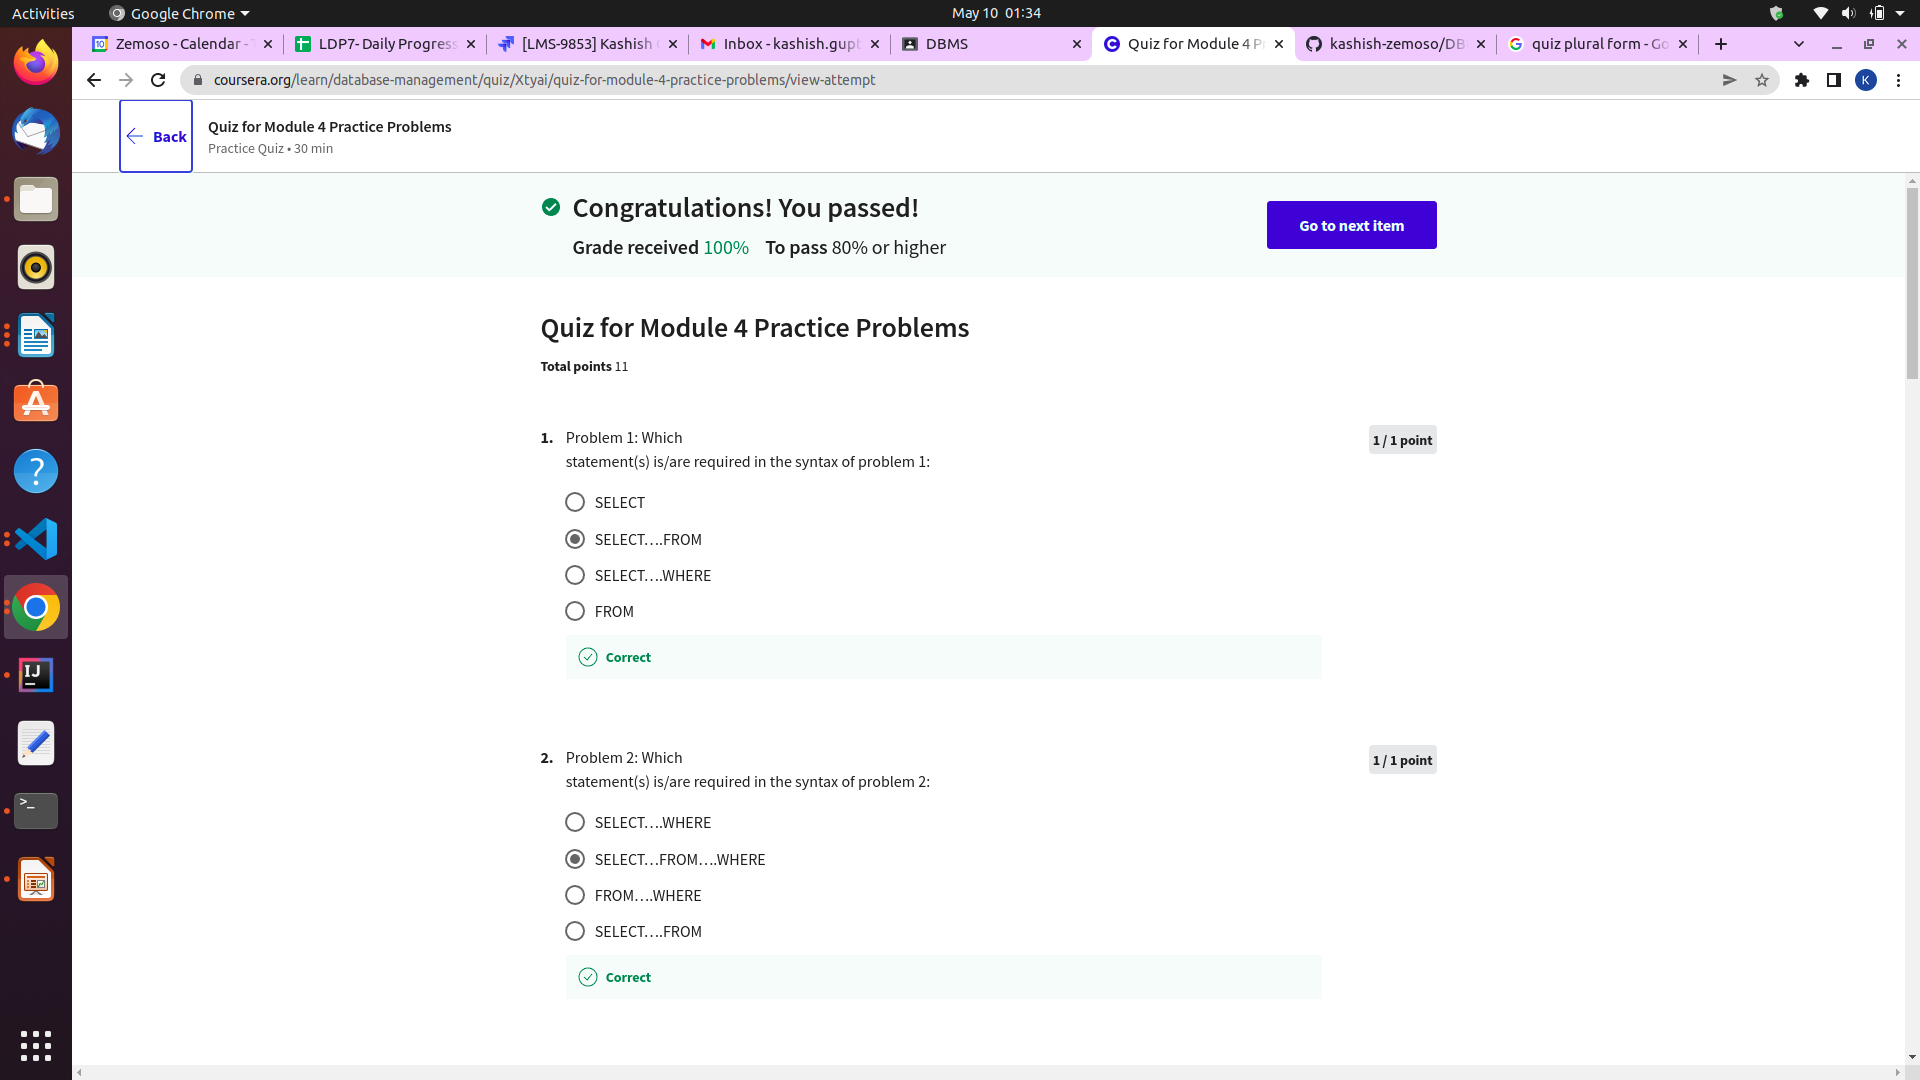 Activities
Google Chrome
May 10 01:34
Zemoso - Calendar -
LDP7- Daily Progress
[LMS-9853] Kashish
Inbox - kashish.gupt
DBMS
Quiz for Module 4 P
kashish-zemoso/DB
quiz plural form - Go
coursera.org/learn/database-management/quiz/Xtyai/quiz-for-module-4-practice-problems/view-attempt
K
Back
Quiz for Module 4 Practice Problems
Practice Quiz • 30 min
Congratulations! You passed!
Grade received 100% To pass 80% or higher
Go to next item
Quiz for Module 4 Practice Problems
Total points 11
1. Problem 1: Which
statement(s) is/are required in the syntax of problem 1:
1 / 1 point
SELECT
SELECT….FROM
SELECT….WHERE
FROM
Correct
2. Problem 2: Which
statement(s) is/are required in the syntax of problem 2:
1 / 1 point
SELECT….WHERE
SELECT…FROM….WHERE
FROM….WHERE
SELECT….FROM
Correct